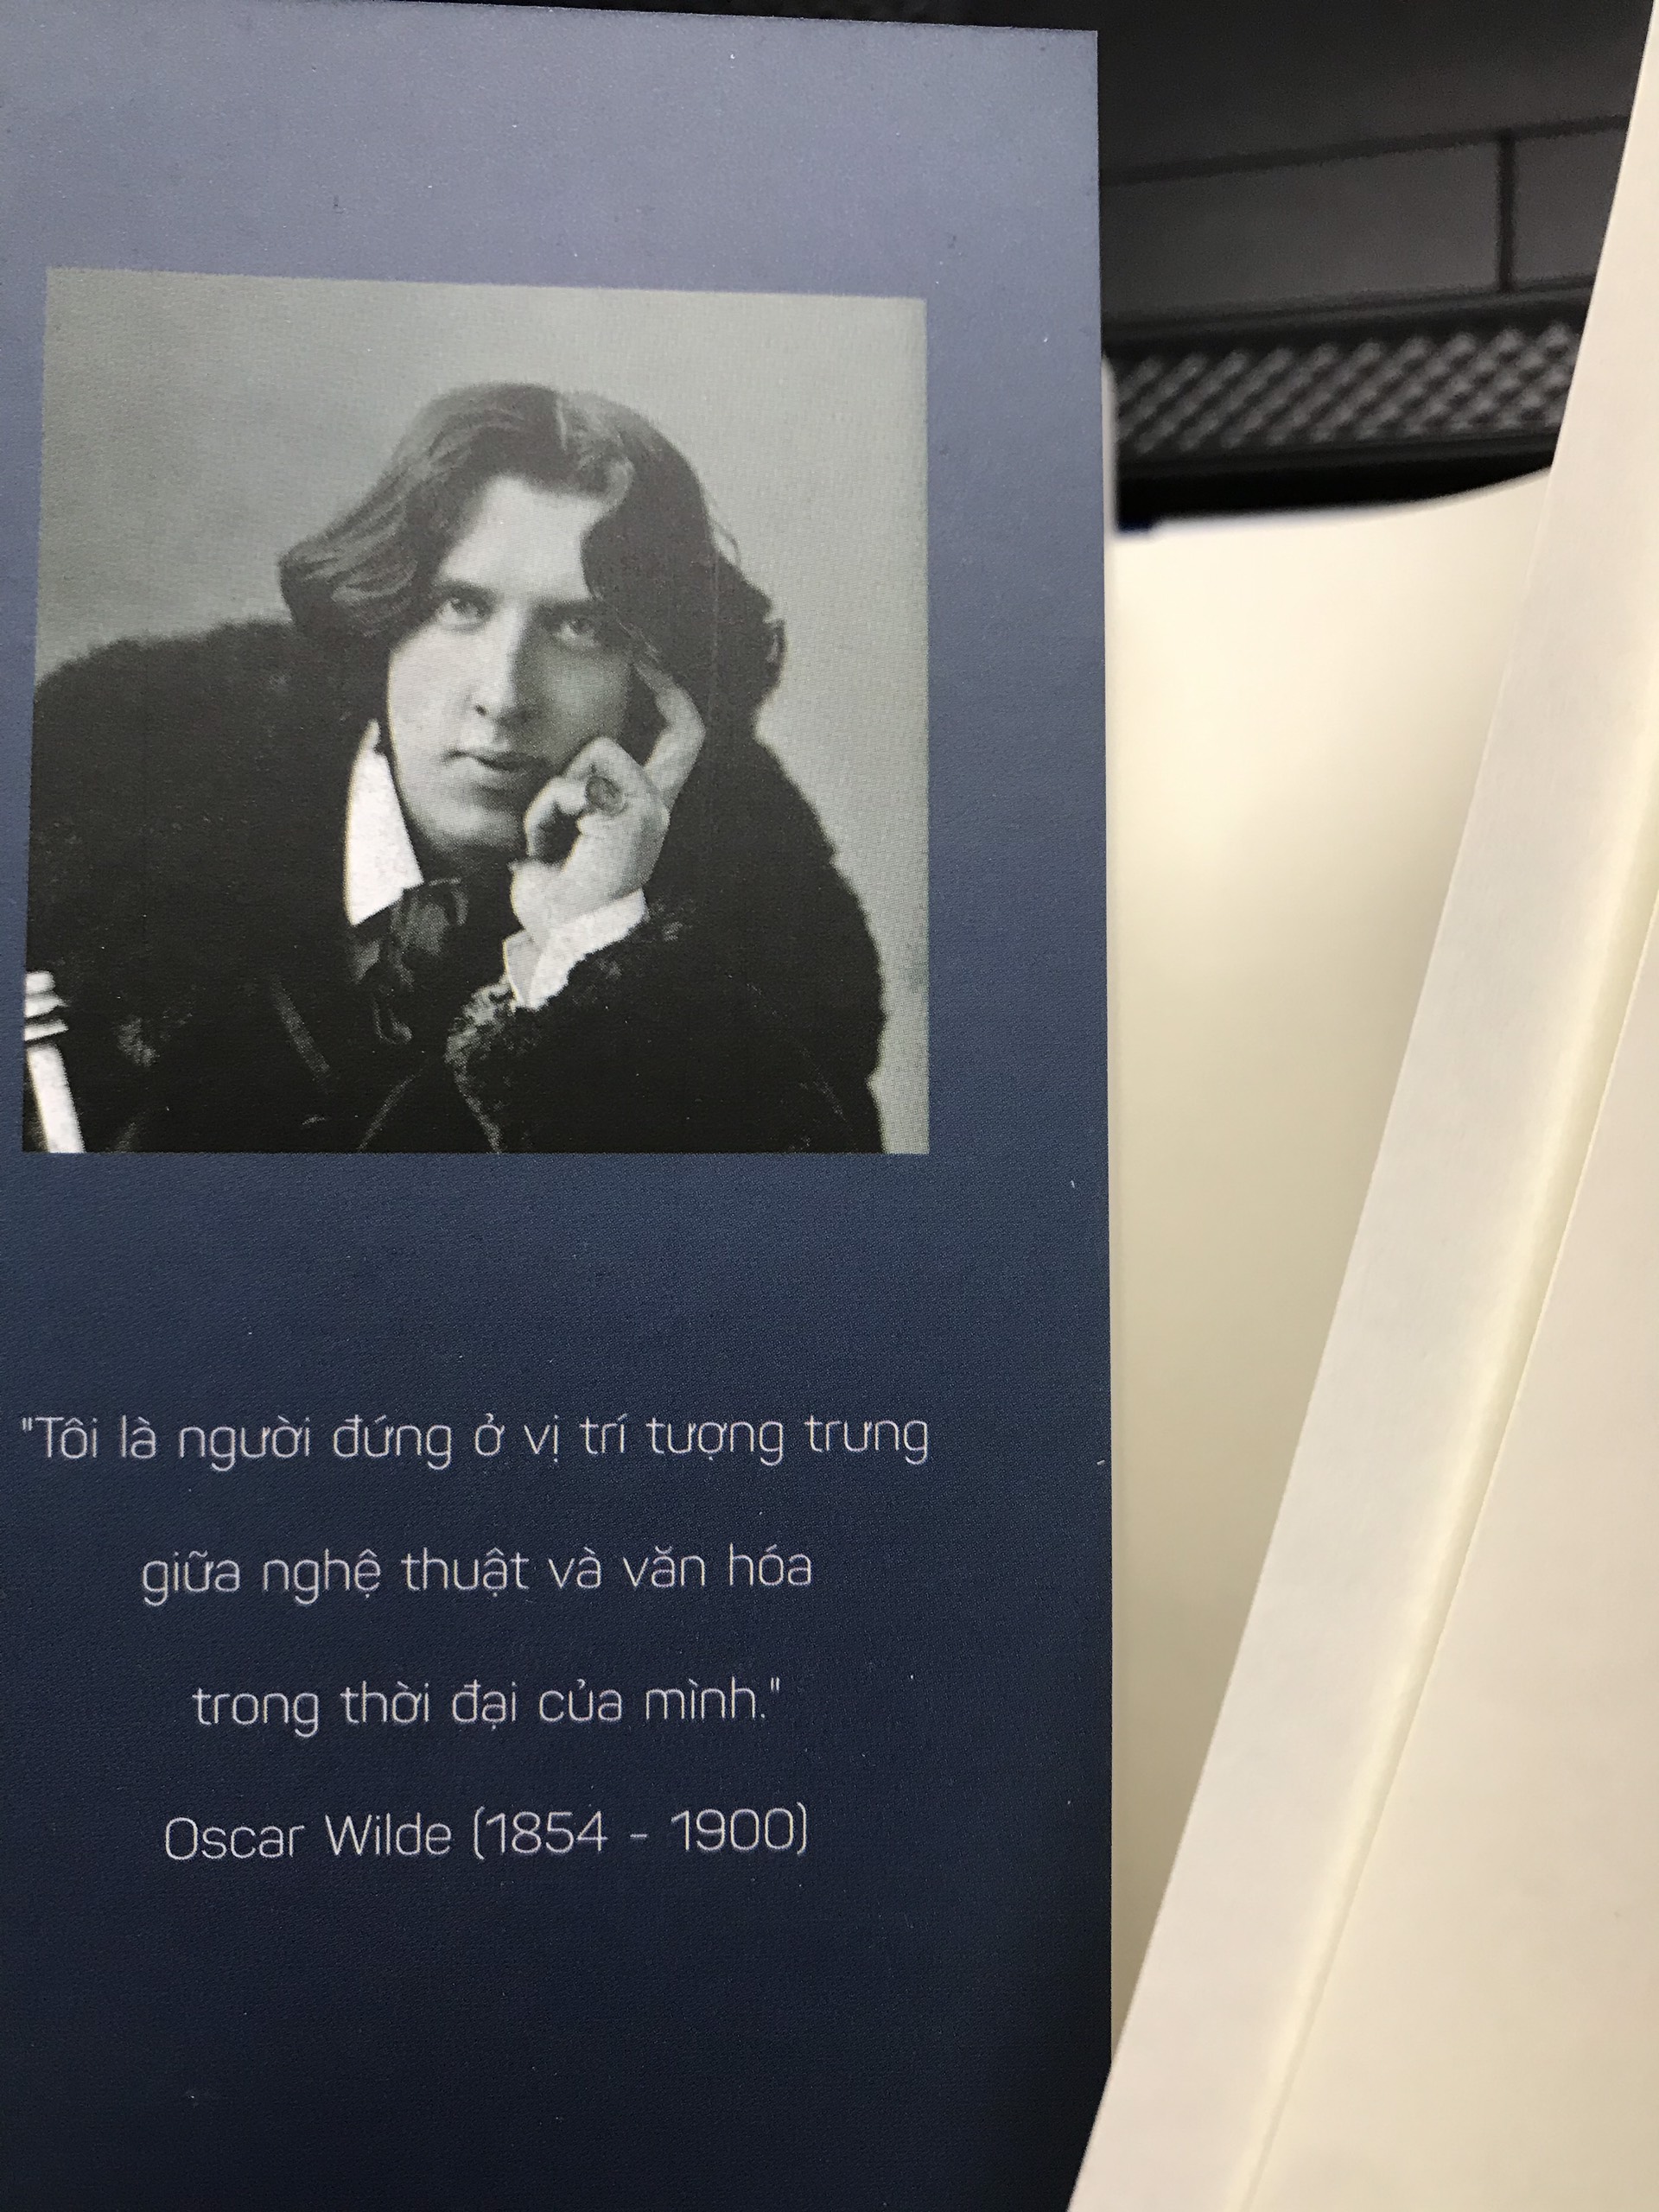 "Tôi là người đứng ở vị trí tượng trưng
giữa nghệ thuật và văn hóa
trong thời đại của mình."
Oscar Wilde (1854 - 1900)